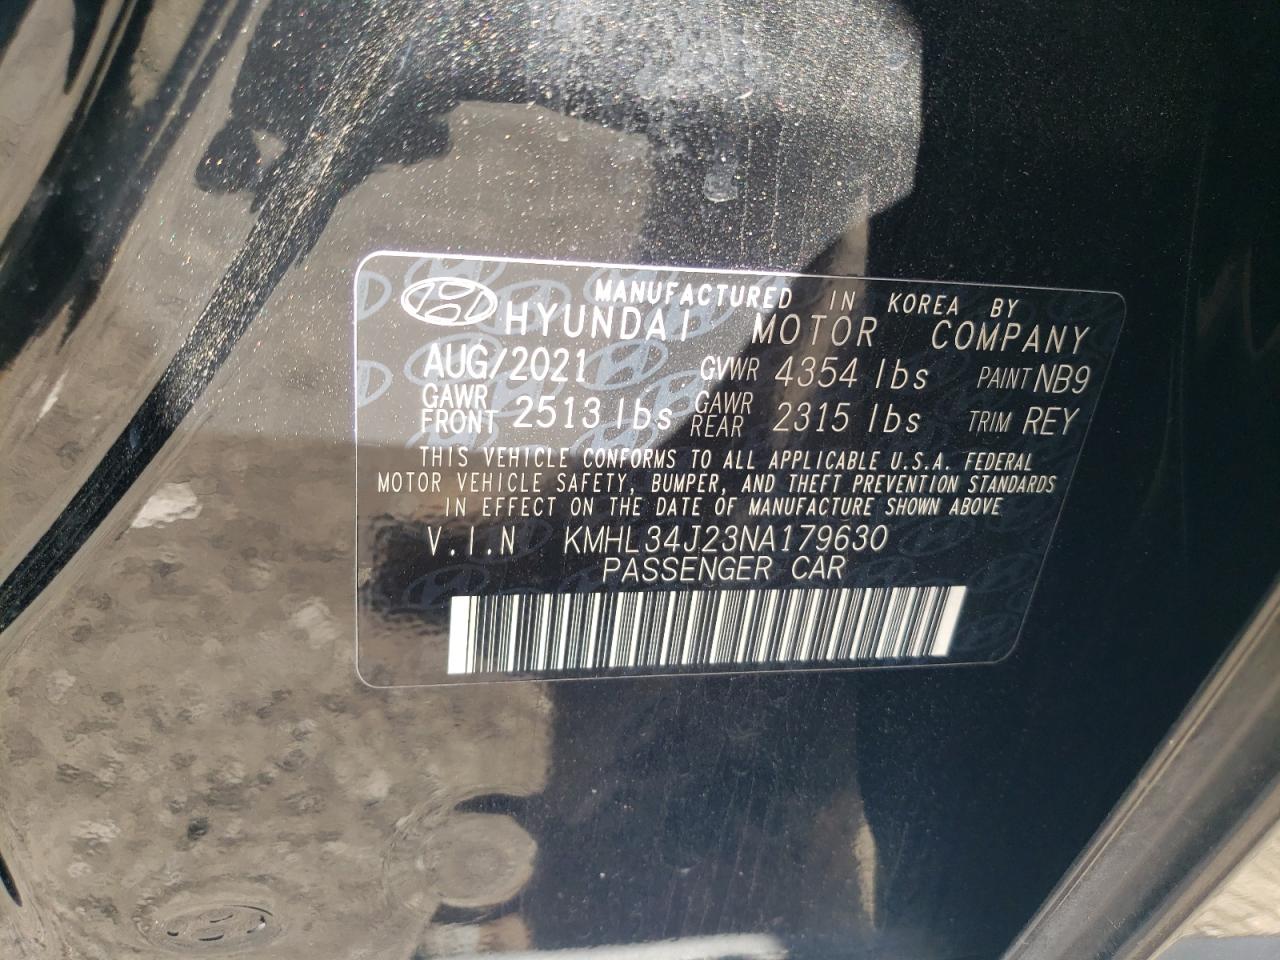 MANUFACTURED IN KOREA BY
HYUNDAI MOTOR COMPANY
AUG/2021 GVWR 4354 lbs PAINT NB9
GAWR FRONT 2513 lbs GAWR REAR 2315 lbs TRIM REY
THIS VEHICLE CONFORMS TO ALL APPLICABLE U.S.A. FEDERAL
MOTOR VEHICLE SAFETY, BUMPER, AND THEFT PREVENTION STANDARDS
IN EFFECT ON THE DATE OF MANUFACTURE SHOWN ABOVE
V.I.N KMHL34J23NA179630
PASSENGER CAR